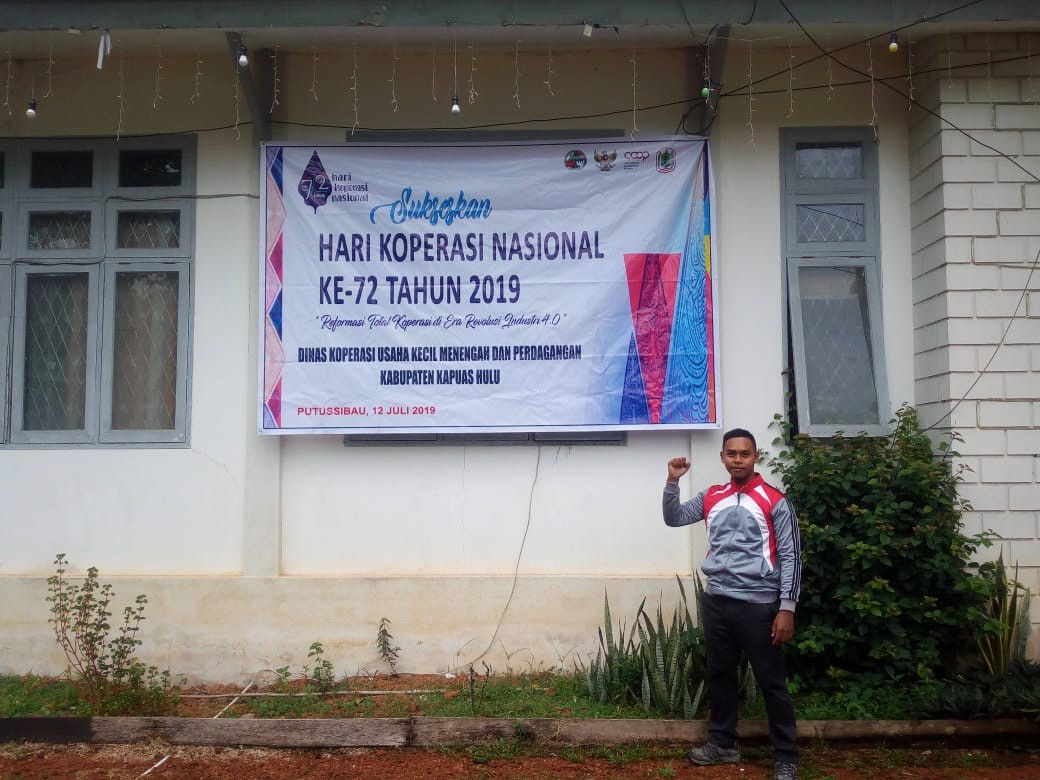 72
hari
koperasi
nasional
coop
Sukseskan
HARI KOPERASI NASIONAL
KE-72 TAHUN 2019
"Reformasi Total Koperasi di Era Revolusi Industri 4.0"
DINAS KOPERASI USAHA KECIL MENENGAH DAN PERDAGANGAN
KABUPATEN KAPUAS HULU
PUTUSSIBAU, 12 JULI 2019